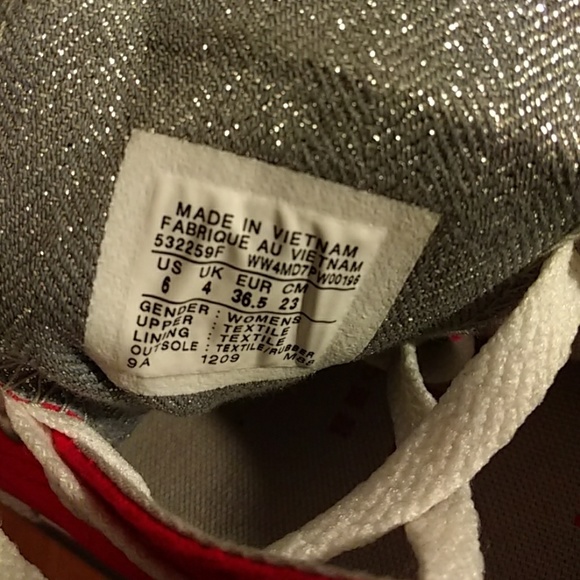 MADE IN VIETNAM
FABRIQUE AU VIETNAM
532259F WW4MD7PW00196
US UK EUR CM
6 4 36.5 23
GENDER : WOMENS
UPPER : TEXTILE
LINING : TEXTILE
OUTSOLE : TEXTILE/RUBBER
9A 1209